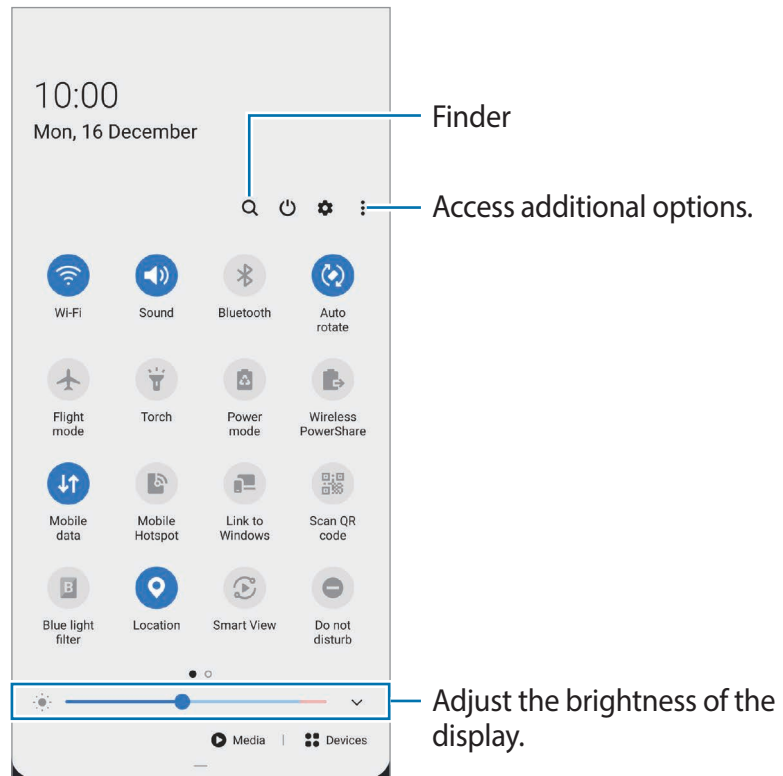 10:00
Mon, 16 December
Finder
Access additional options.
Wi-Fi
Sound
Bluetooth
Auto
rotate
Flight
mode
Torch
Power
mode
Wireless
PowerShare
Mobile
data
Mobile
Hotspot
Link to
Windows
Scan QR
code
B
Blue light
filter
Location
Smart View
Do not
disturb
Adjust the brightness of the
display.
Media | Devices